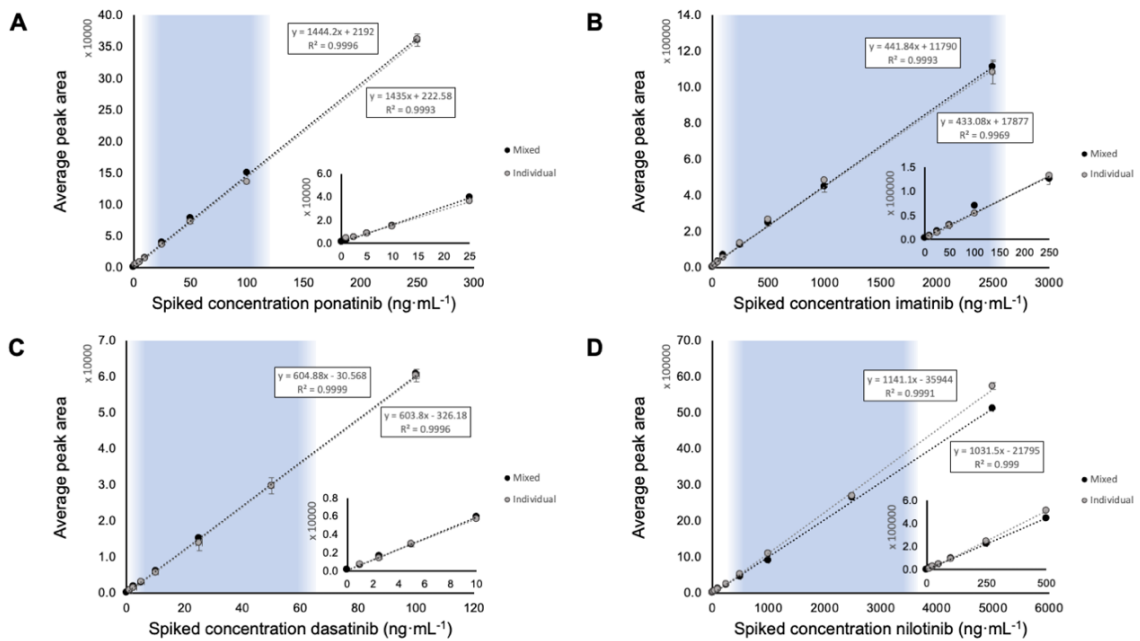 A
x 10000
40.0
35.0
30.0
25.0
20.0
15.0
10.0
5.0
0.0
Average peak area
y = 1444.2x + 2192
R² = 0.9996
y = 1435x + 222.58
R² = 0.9993
Mixed
Individual
x 10000
6.0
4.0
2.0
0.0
0 5 10 15 20 25
0 50 100 150 200 250 300
Spiked concentration ponatinib (ng·mL⁻¹)
B
x 100000
14.0
12.0
10.0
8.0
6.0
4.0
2.0
0.0
Average peak area
y = 441.84x + 11790
R² = 0.9993
y = 433.08x + 17877
R² = 0.9969
Mixed
Individual
x 100000
1.5
1.0
0.5
0.0
0 50 100 150 200 250
0 500 1000 1500 2000 2500 3000
Spiked concentration imatinib (ng·mL⁻¹)
C
x 10000
7.0
6.0
5.0
4.0
3.0
2.0
1.0
0.0
Average peak area
y = 604.88x - 30.568
R² = 0.9999
y = 603.8x - 326.18
R² = 0.9996
Mixed
Individual
x 10000
0.8
0.6
0.4
0.2
0.0
0 2 4 6 8 10
0 20 40 60 80 100 120
Spiked concentration dasatinib (ng·mL⁻¹)
D
x 100000
70.0
60.0
50.0
40.0
30.0
20.0
10.0
0.0
Average peak area
y = 1141.1x - 35944
R² = 0.9991
y = 1031.5x - 21795
R² = 0.999
Mixed
Individual
x 100000
6.0
4.0
2.0
0.0
0 250 500
0 1000 2000 3000 4000 5000 6000
Spiked concentration nilotinib (ng·mL⁻¹)